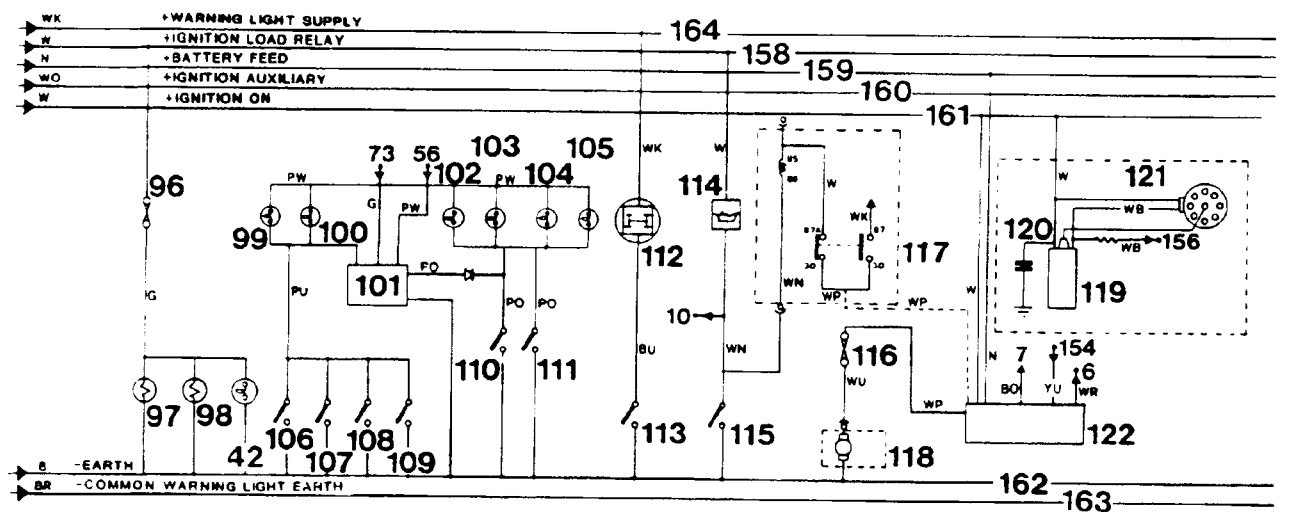 WK +WARNING LIGHT SUPPLY 164
W +IGNITION LOAD RELAY 158
N +BATTERY FEED 159
WO +IGNITION AUXILIARY 160
W +IGNITION ON 161
73 56 102 103 104 105
PW PW PW
G
96
99 100
101
PO
G
PU
PO PO
110 111
WK
112
BU
113
W
114
10
WN
115
85
86
W
WK
87A 87
30 30
117
WN
WP
WP
116
WU
WP
118
W
121
120
WB
WB 156
119
W
N
7
154
6
BO YU WR
122
97 98 42
106 107 108 109
B -EARTH 162
BR -COMMON WARNING LIGHT EARTH 163